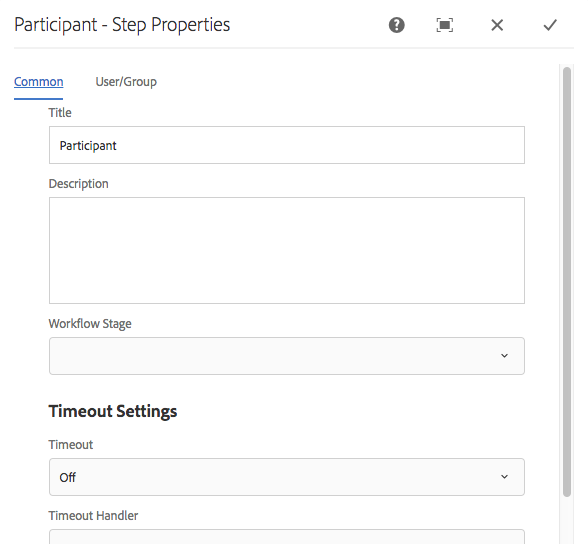 Participant - Step Properties
Common User/Group
Title
Participant
Description
Workflow Stage
Timeout Settings
Timeout
Off
Timeout Handler